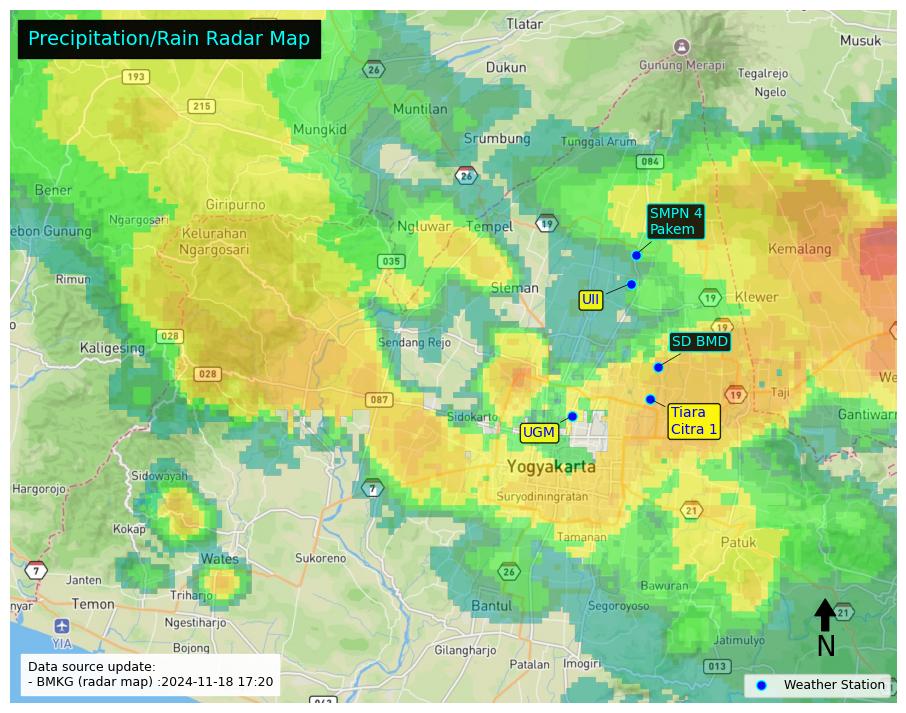 Precipitation/Rain Radar Map
Tlatar
Musuk
26
Dukun
Gunung Merapi
Tegalrejo
193
Ngelo
215
Muntilan
Mungkid
Srumbung
Tunggal Arum
084
26
Bener
Giripurno
SMPN 4
Pakem
Ngargosari
Ngluwar
Tempel
19
ebon Gunung
Kelurahan
Ngargosari
Kemalang
035
Rimun
Sleman
UII
19
Klewer
19
028
Sendang Rejo
SD BMD
Kaligesing
028
087
19
Taji
We
Sidokarto
Tiara
Citra 1
Gantiwarn
UGM
Yogyakarta
Sidowayah
Hargorojo
7
Suryodiningratan
21
Kokap
Tamanan
Patuk
Wates
Sukoreno
7
Janten
26
Bawuran
nyar
Temon
Triharjo
Bantul
Segoroyoso
21
Ngestiharjo
YIA
Bojong
Gilangharjo
Jatimulyo
N
Patalan
Imogiri
013
Data source update:
- BMKG (radar map) :2024-11-18 17:20
Weather Station